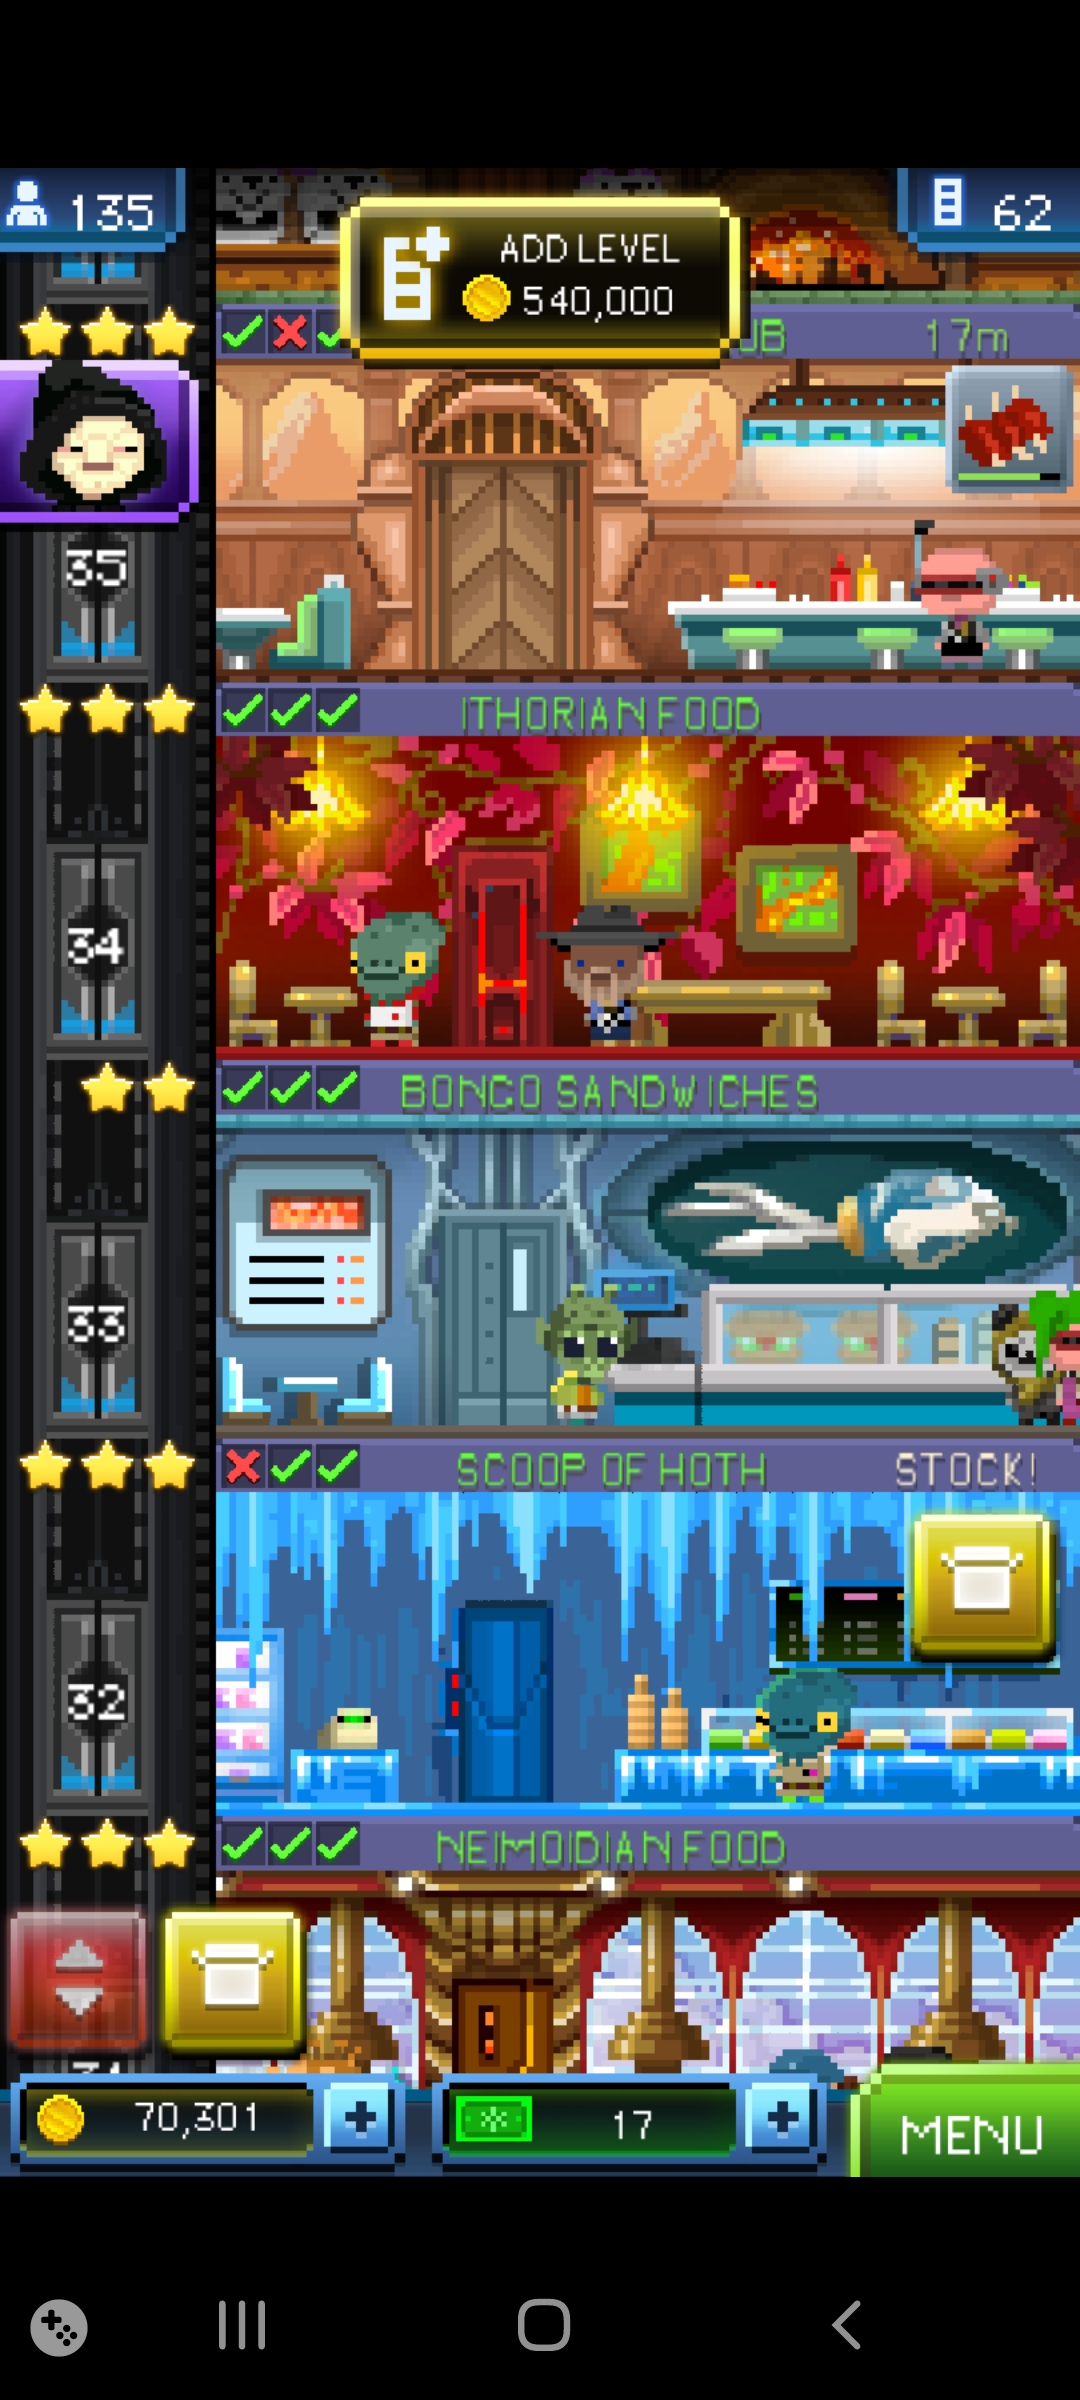 135
62
ADD LEVEL
540,000
UB
17m
35
ITHORIAN FOOD
34
BONGO SANDWICHES
33
SCOOP OF HOTH
STOCK!
32
NEIMOIDIAN FOOD
70,301
17
MENU